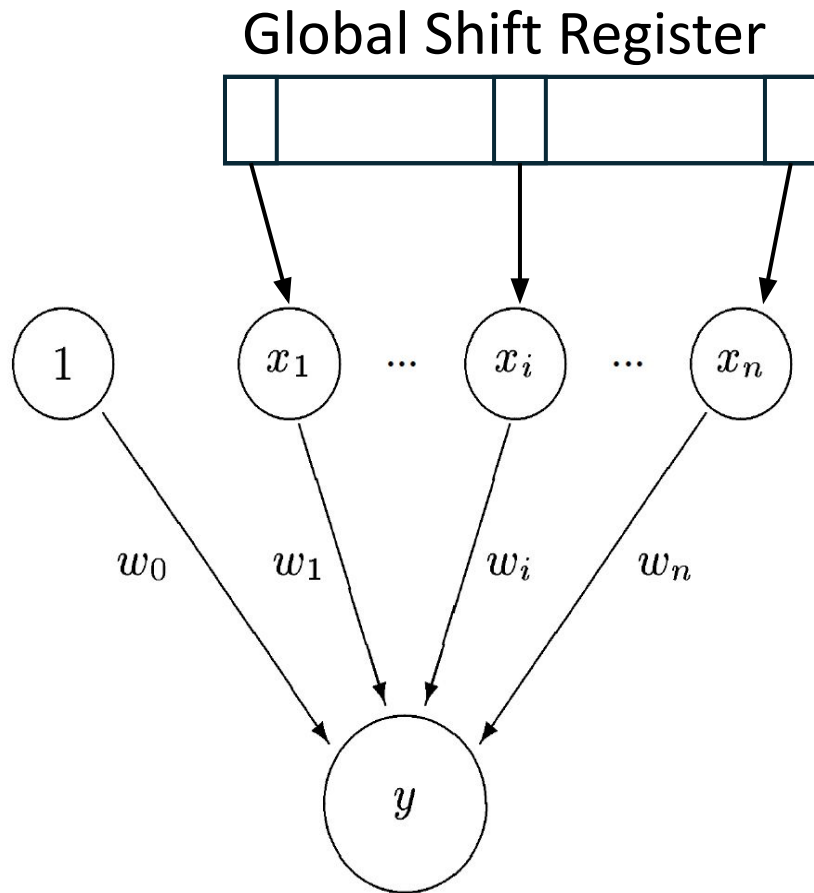 Global Shift Register
1 x₁ ... xᵢ ... xₙ
w₀ w₁ wᵢ wₙ
y